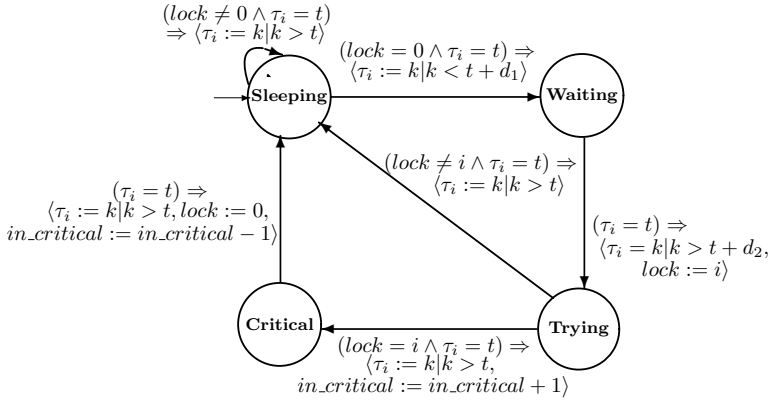 (lock ≠ 0 ∧ τ_i = t)
⇒ ⟨τ_i := k|k > t⟩
(lock = 0 ∧ τ_i = t) ⇒
⟨τ_i := k|k < t + d_1⟩
Sleeping
Waiting
(lock ≠ i ∧ τ_i = t) ⇒
⟨τ_i := k|k > t⟩
(τ_i = t) ⇒
⟨τ_i := k|k > t, lock := 0,
in_critical := in_critical − 1⟩
(τ_i = t) ⇒
⟨τ_i = k|k > t + d_2,
lock := i⟩
Critical
Trying
(lock = i ∧ τ_i = t) ⇒
⟨τ_i := k|k > t,
in_critical := in_critical + 1⟩